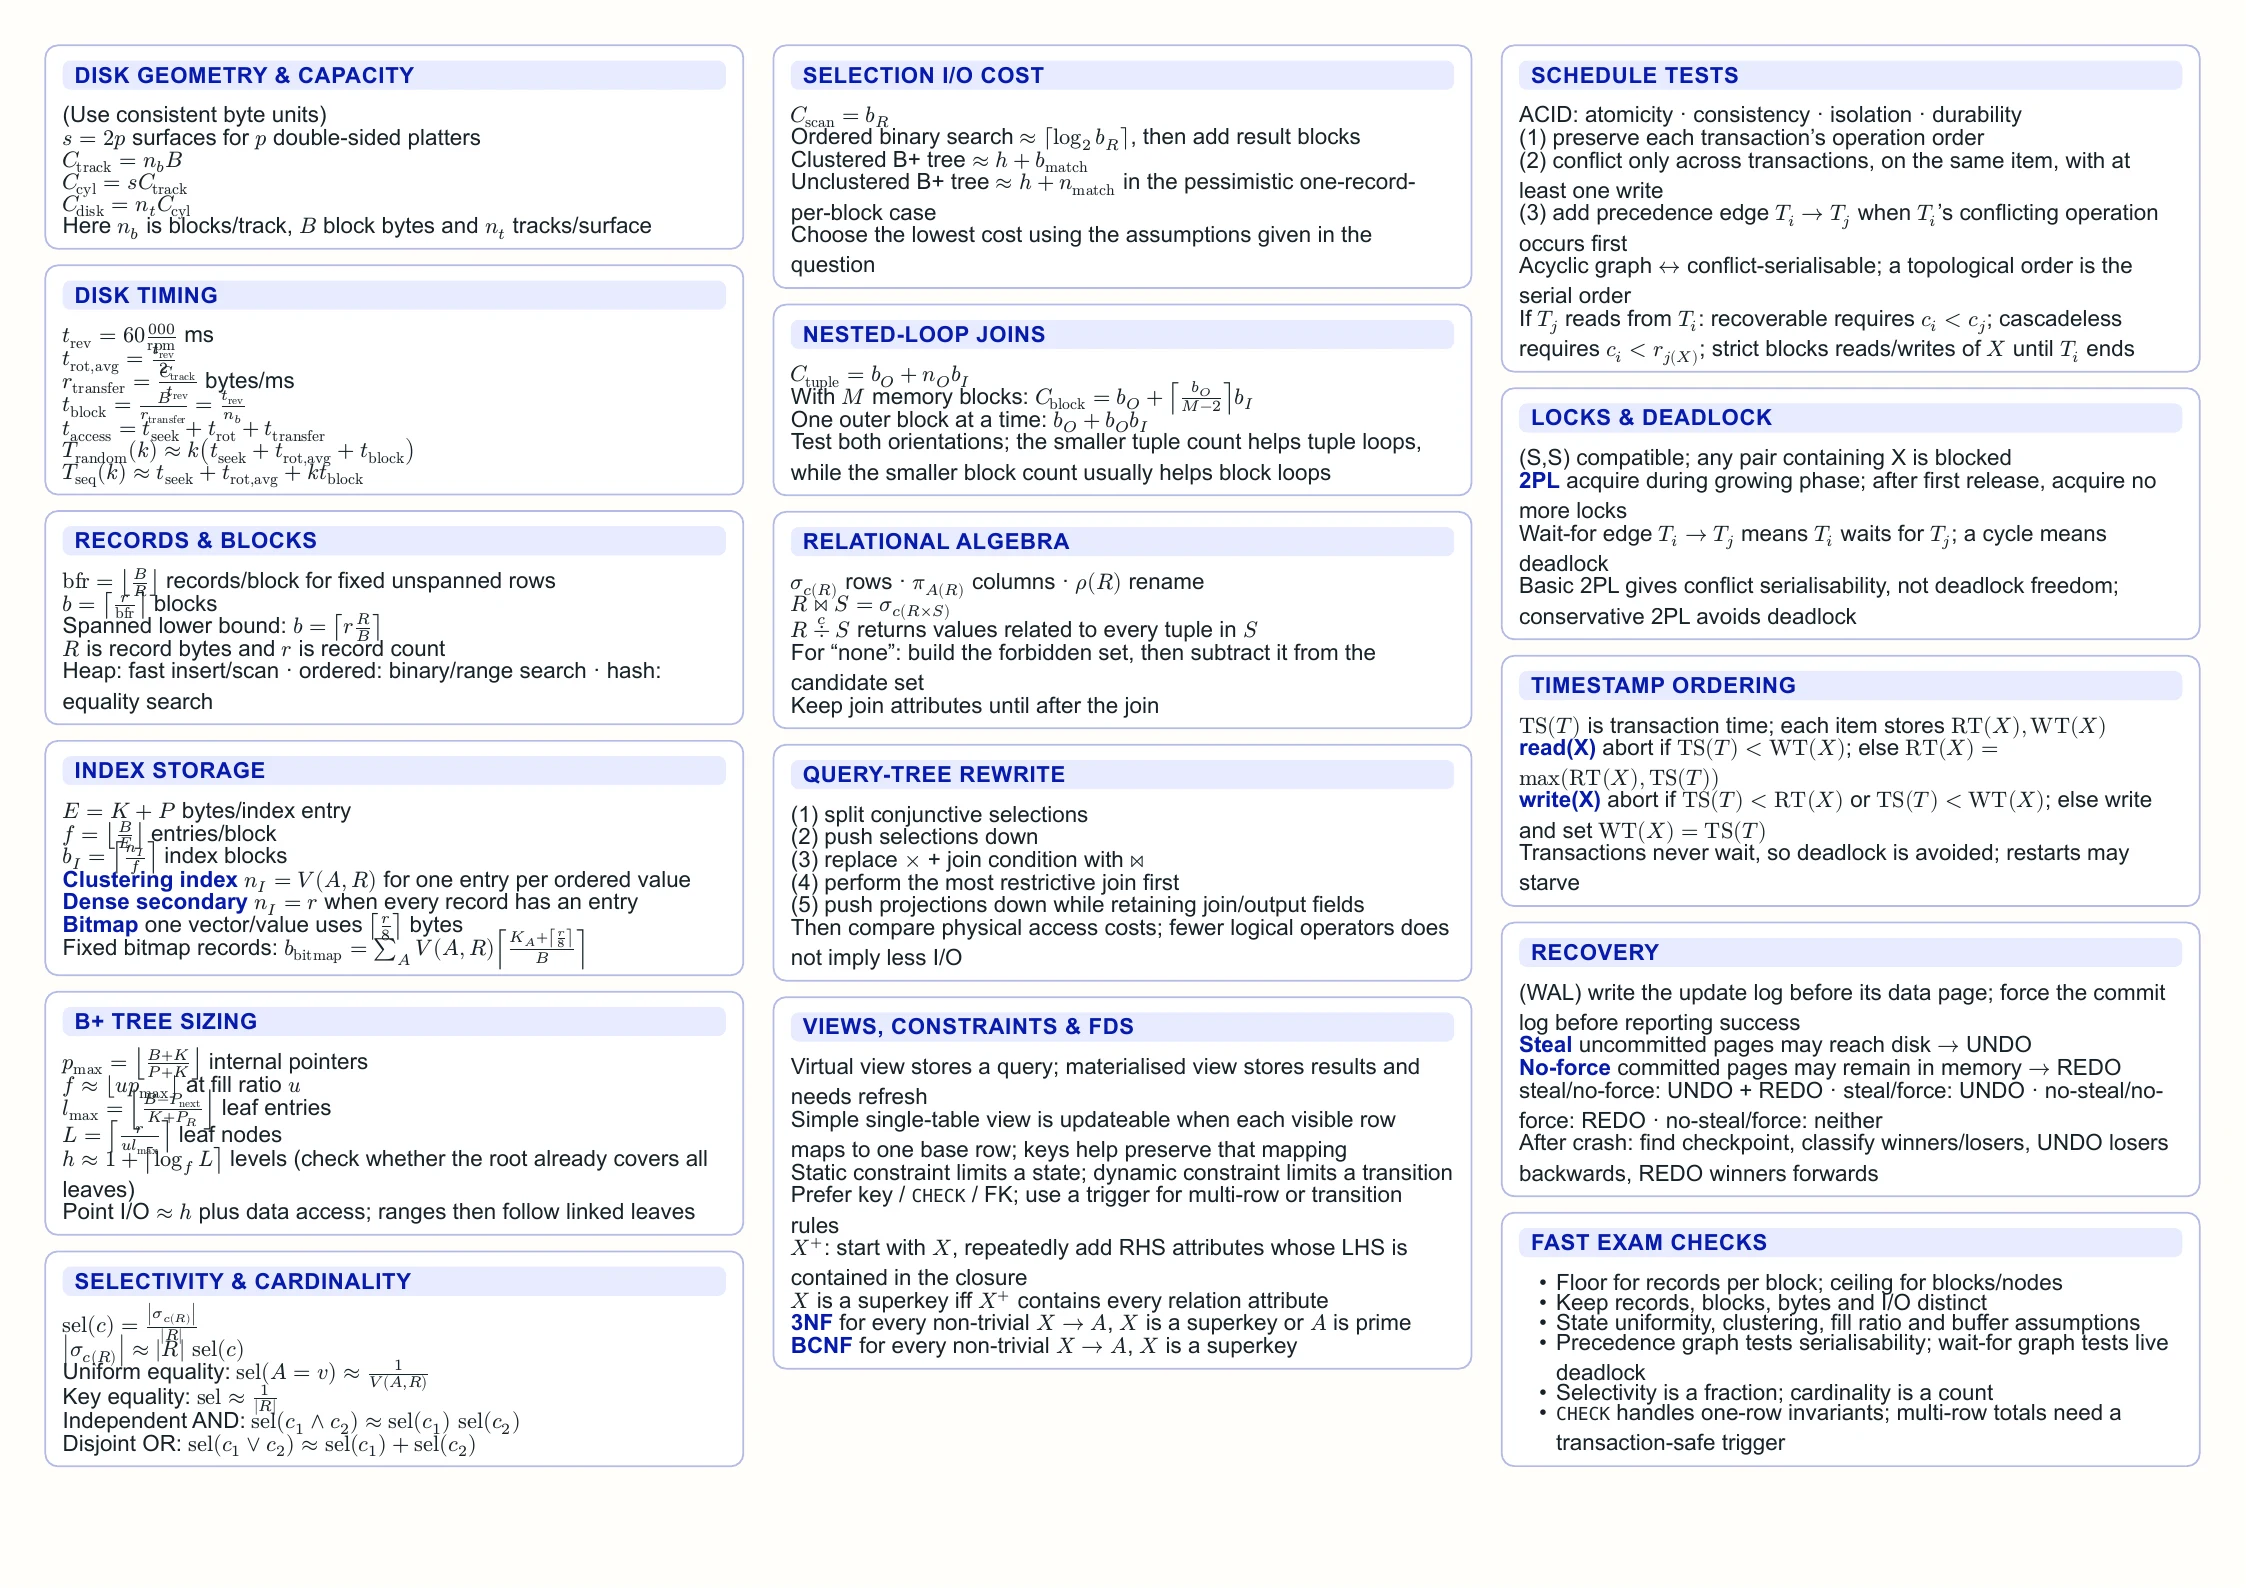 DISK GEOMETRY & CAPACITY
(Use consistent byte units)
s = 2p surfaces for p double-sided platters
C_track = n_b B
C_cyl = sC_track
C_disk = n_t C_cyl
Here n_b is blocks/track, B block bytes and n_t tracks/surface
DISK TIMING
t_rev = 60 000/rpm ms
t_rot,avg = t_rev/2
r_transfer = C_track/t_rev bytes/ms
t_block = B/r_transfer = t_rev/n_b
t_access = t_seek + t_rot + t_transfer
T_random(k) ≈ k(t_seek + t_rot,avg + t_block)
T_seq(k) ≈ t_seek + t_rot,avg + kt_block
RECORDS & BLOCKS
bfr = ⌊B/R⌋ records/block for fixed unspanned rows
b = ⌈r/bfr⌉ blocks
Spanned lower bound: b = ⌈r R/B⌉
R is record bytes and r is record count
Heap: fast insert/scan · ordered: binary/range search · hash:
equality search
INDEX STORAGE
E = K + P bytes/index entry
f = ⌊B/E⌋ entries/block
b_I = ⌈n_I/f⌉ index blocks
Clustering index n_I = V(A, R) for one entry per ordered value
Dense secondary n_I = r when every record has an entry
Bitmap one vector/value uses ⌈r/8⌉ bytes
Fixed bitmap records: b_bitmap = ∑_A V(A, R)⌈(K_A+⌈r/8⌉)/B⌉
B+ TREE SIZING
p_max = ⌊(B+K)/(P+K)⌋ internal pointers
f ≈ ⌊up_max⌋ at fill ratio u
l_max = ⌊(B−P_next)/(K+P_R)⌋ leaf entries
L = ⌈r/(ul_max)⌉ leaf nodes
h ≈ 1 + ⌈log_f L⌉ levels (check whether the root already covers all
leaves)
Point I/O ≈ h plus data access; ranges then follow linked leaves
SELECTIVITY & CARDINALITY
sel(c) = |σ_c(R)|/|R|
|σ_c(R)| ≈ |R| sel(c)
Uniform equality: sel(A = v) ≈ 1/V(A,R)
Key equality: sel ≈ 1/|R|
Independent AND: sel(c_1 ∧ c_2) ≈ sel(c_1) sel(c_2)
Disjoint OR: sel(c_1 ∨ c_2) ≈ sel(c_1) + sel(c_2)
SELECTION I/O COST
C_scan = b_R
Ordered binary search ≈ ⌈log_2 b_R⌉, then add result blocks
Clustered B+ tree ≈ h + b_match
Unclustered B+ tree ≈ h + n_match in the pessimistic one-record-
per-block case
Choose the lowest cost using the assumptions given in the
question
NESTED-LOOP JOINS
C_tuple = b_O + n_O b_I
With M memory blocks: C_block = b_O + ⌈b_O/(M−2)⌉b_I
One outer block at a time: b_O + b_O b_I
Test both orientations; the smaller tuple count helps tuple loops,
while the smaller block count usually helps block loops
RELATIONAL ALGEBRA
σ_c(R) rows · π_A(R) columns · ρ(R) rename
R ⋈_c S = σ_c(R×S)
R ÷ S returns values related to every tuple in S
For “none”: build the forbidden set, then subtract it from the
candidate set
Keep join attributes until after the join
QUERY-TREE REWRITE
(1) split conjunctive selections
(2) push selections down
(3) replace × + join condition with ⋈
(4) perform the most restrictive join first
(5) push projections down while retaining join/output fields
Then compare physical access costs; fewer logical operators does
not imply less I/O
VIEWS, CONSTRAINTS & FDS
Virtual view stores a query; materialised view stores results and
needs refresh
Simple single-table view is updateable when each visible row
maps to one base row; keys help preserve that mapping
Static constraint limits a state; dynamic constraint limits a transition
Prefer key / CHECK / FK; use a trigger for multi-row or transition
rules
X⁺: start with X, repeatedly add RHS attributes whose LHS is
contained in the closure
X is a superkey iff X⁺ contains every relation attribute
3NF for every non-trivial X → A, X is a superkey or A is prime
BCNF for every non-trivial X → A, X is a superkey
SCHEDULE TESTS
ACID: atomicity · consistency · isolation · durability
(1) preserve each transaction’s operation order
(2) conflict only across transactions, on the same item, with at
least one write
(3) add precedence edge T_i → T_j when T_i’s conflicting operation
occurs first
Acyclic graph ↔ conflict-serialisable; a topological order is the
serial order
If T_j reads from T_i: recoverable requires c_i < c_j; cascadeless
requires c_i < r_j(X); strict blocks reads/writes of X until T_i ends
LOCKS & DEADLOCK
(S,S) compatible; any pair containing X is blocked
2PL acquire during growing phase; after first release, acquire no
more locks
Wait-for edge T_i → T_j means T_i waits for T_j; a cycle means
deadlock
Basic 2PL gives conflict serialisability, not deadlock freedom;
conservative 2PL avoids deadlock
TIMESTAMP ORDERING
TS(T) is transaction time; each item stores RT(X), WT(X)
read(X) abort if TS(T) < WT(X); else RT(X) =
max(RT(X), TS(T))
write(X) abort if TS(T) < RT(X) or TS(T) < WT(X); else write
and set WT(X) = TS(T)
Transactions never wait, so deadlock is avoided; restarts may
starve
RECOVERY
(WAL) write the update log before its data page; force the commit
log before reporting success
Steal uncommitted pages may reach disk → UNDO
No-force committed pages may remain in memory → REDO
steal/no-force: UNDO + REDO · steal/force: UNDO · no-steal/no-
force: REDO · no-steal/force: neither
After crash: find checkpoint, classify winners/losers, UNDO losers
backwards, REDO winners forwards
FAST EXAM CHECKS
• Floor for records per block; ceiling for blocks/nodes
• Keep records, blocks, bytes and I/O distinct
• State uniformity, clustering, fill ratio and buffer assumptions
• Precedence graph tests serialisability; wait-for graph tests live
deadlock
• Selectivity is a fraction; cardinality is a count
• CHECK handles one-row invariants; multi-row totals need a
transaction-safe trigger